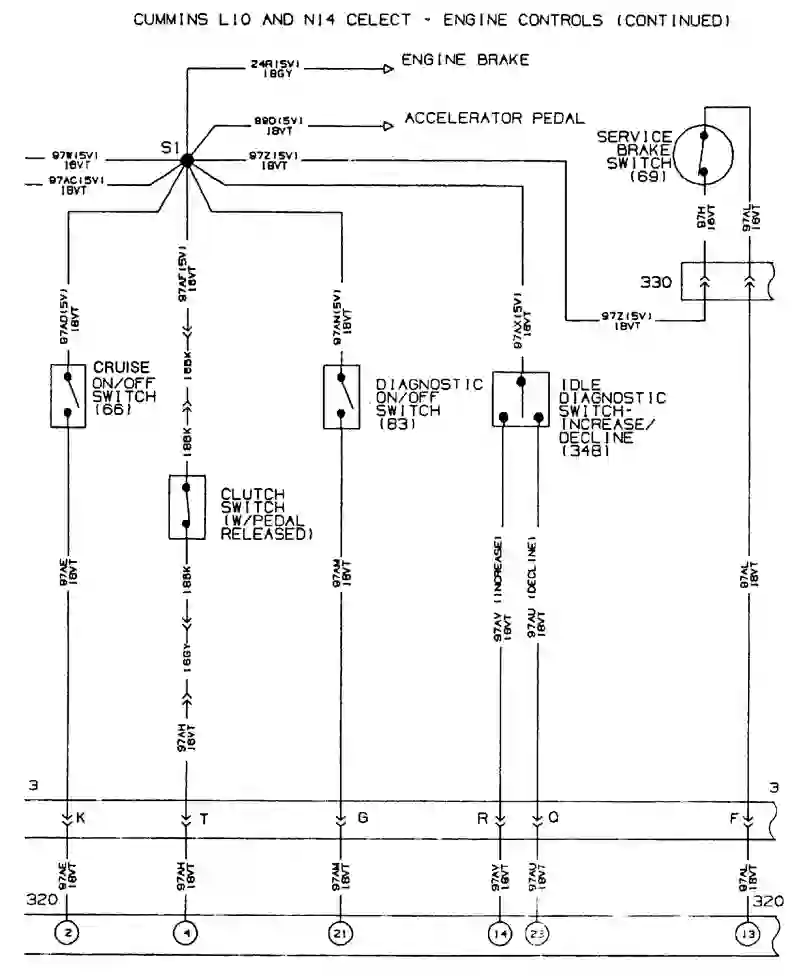 CUMMINS L10 AND N14 CELECT - ENGINE CONTROLS (CONTINUED)
24R(5V)
18GY
ENGINE BRAKE
89D(5V)
18VT
ACCELERATOR PEDAL
S1
97W(5V)
16VT
97Z(5V)
18VT
97AC(5V)
18VT
SERVICE
BRAKE
SWITCH
(69)
97H
16VT
97AL
18VT
330
97Z(5V)
18VT
97AD(5V)
18VT
97AF(5V)
18VT
97AN(5V)
18VT
97AX(5V)
18VT
16BK
18BK
CRUISE
ON/OFF
SWITCH
(66)
DIAGNOSTIC
ON/OFF
SWITCH
(83)
IDLE
DIAGNOSTIC
SWITCH-
INCREASE/
DECLINE
(348)
CLUTCH
SWITCH
(W/PEDAL
RELEASED)
97AE
18VT
18BK
16GY
97AH
18VT
97AM
18VT
97AV (INCREASE)
18VT
97AU (DECLINE)
18VT
97AL
18VT
3
3
K
T
G
R
Q
F
97AE
18VT
97AH
18VT
97AM
18VT
97AV
18VT
97AU
18VT
97AL
18VT
320
320
2
4
21
14
23
13